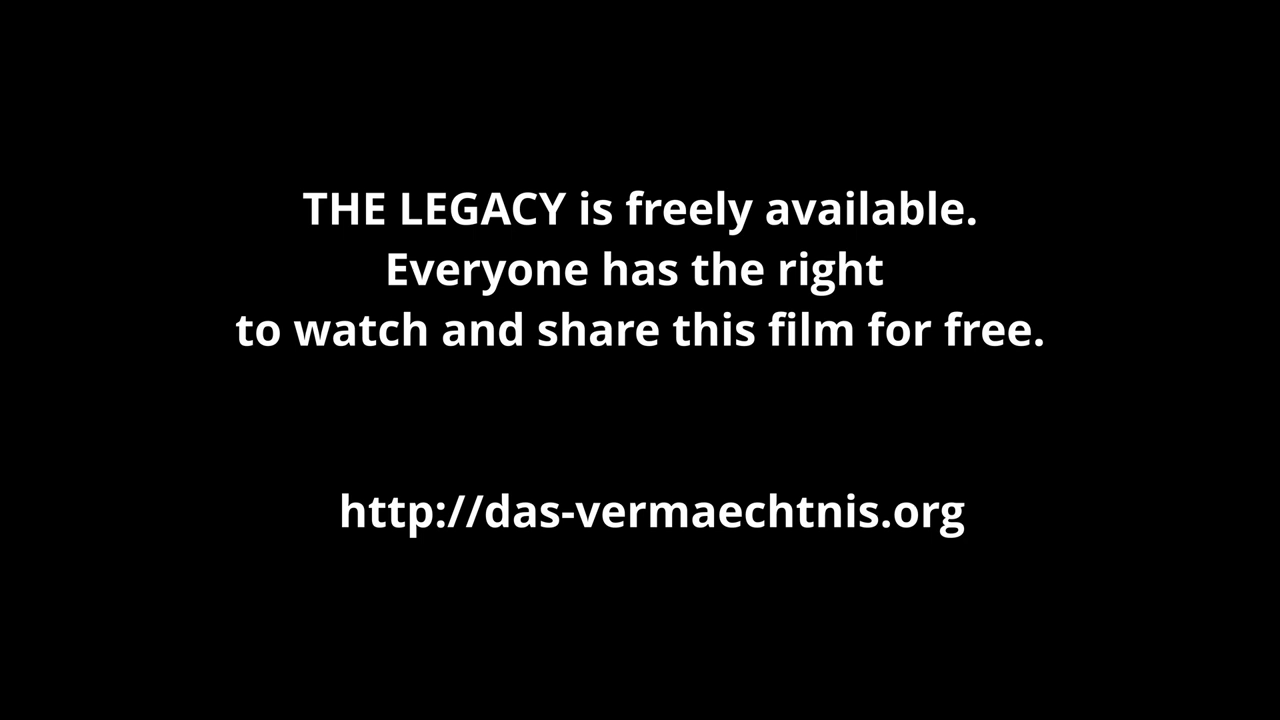 THE LEGACY is freely available.
Everyone has the right
to watch and share this film for free.
http://das-vermaechtnis.org